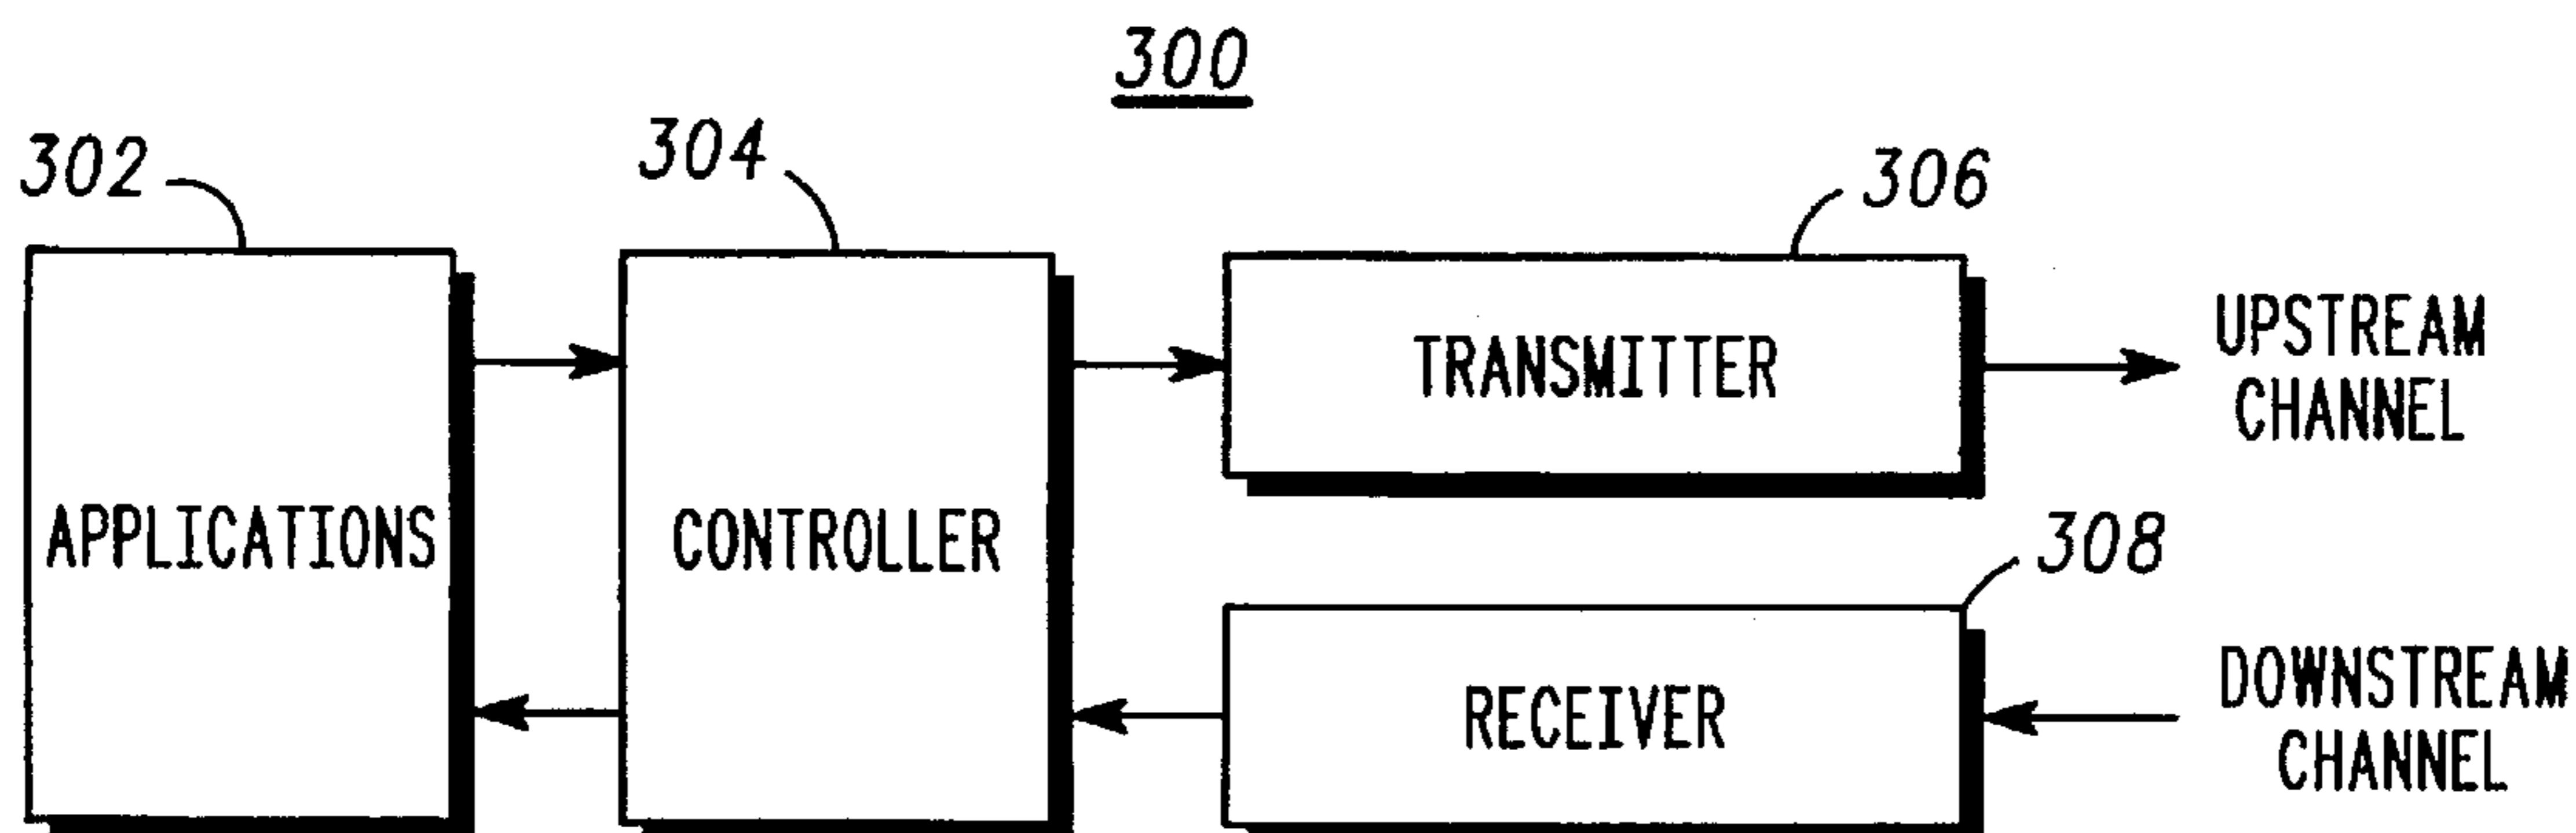 300
302
304
306
308
APPLICATIONS
CONTROLLER
TRANSMITTER
RECEIVER
UPSTREAM
CHANNEL
DOWNSTREAM
CHANNEL